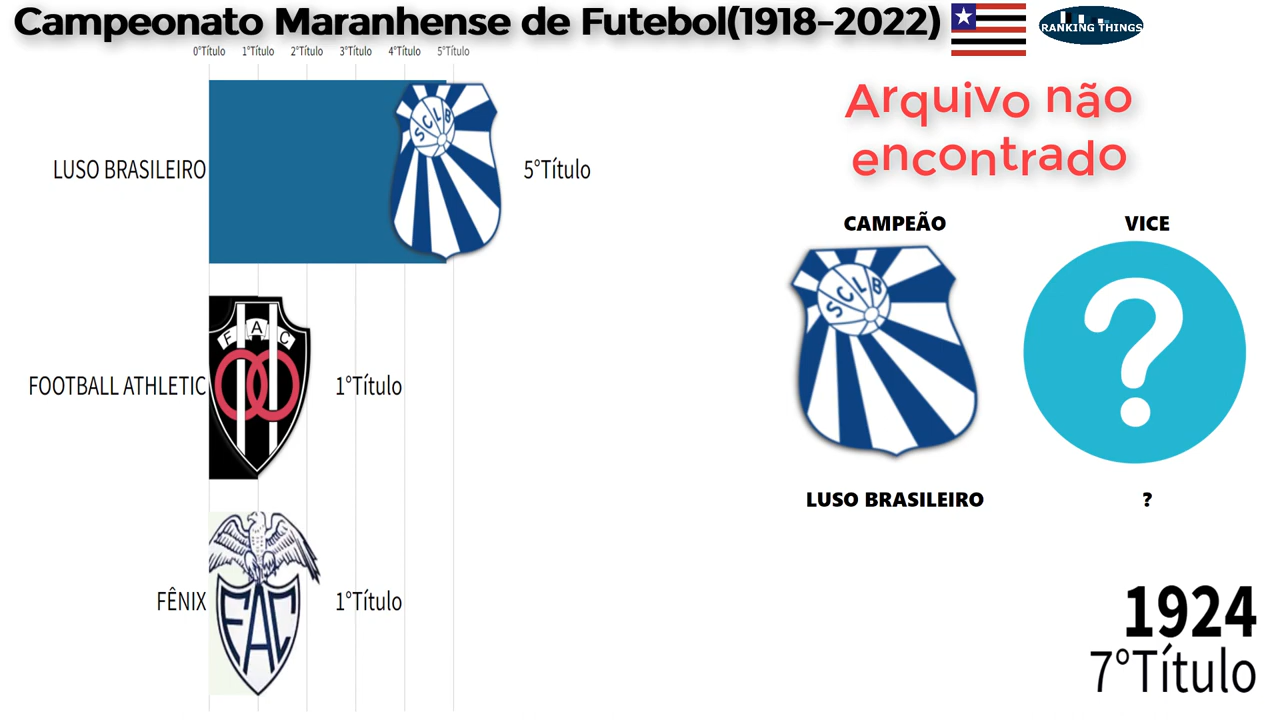 Campeonato Maranhense de Futebol(1918-2022)
RANKING THINGS
0°Título 1°Título 2°Título 3°Título 4°Título 5°Título
Arquivo não
encontrado
LUSO BRASILEIRO
SCLB
5°Título
CAMPEÃO
VICE
SCLB
?
FOOTBALL ATHLETIC
FAC
1°Título
LUSO BRASILEIRO
?
FÊNIX
FAC
1°Título
1924
7°Título